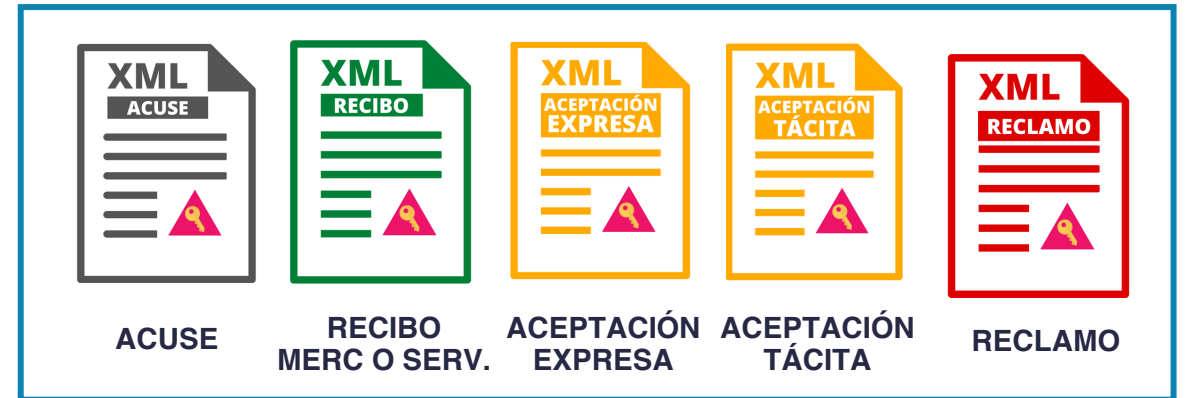 XML
ACUSE
XML
RECIBO
XML
ACEPTACIÓN
EXPRESA
XML
ACEPTACIÓN
TÁCITA
XML
RECLAMO
ACUSE
RECIBO
MERC O SERV.
ACEPTACIÓN
EXPRESA
ACEPTACIÓN
TÁCITA
RECLAMO